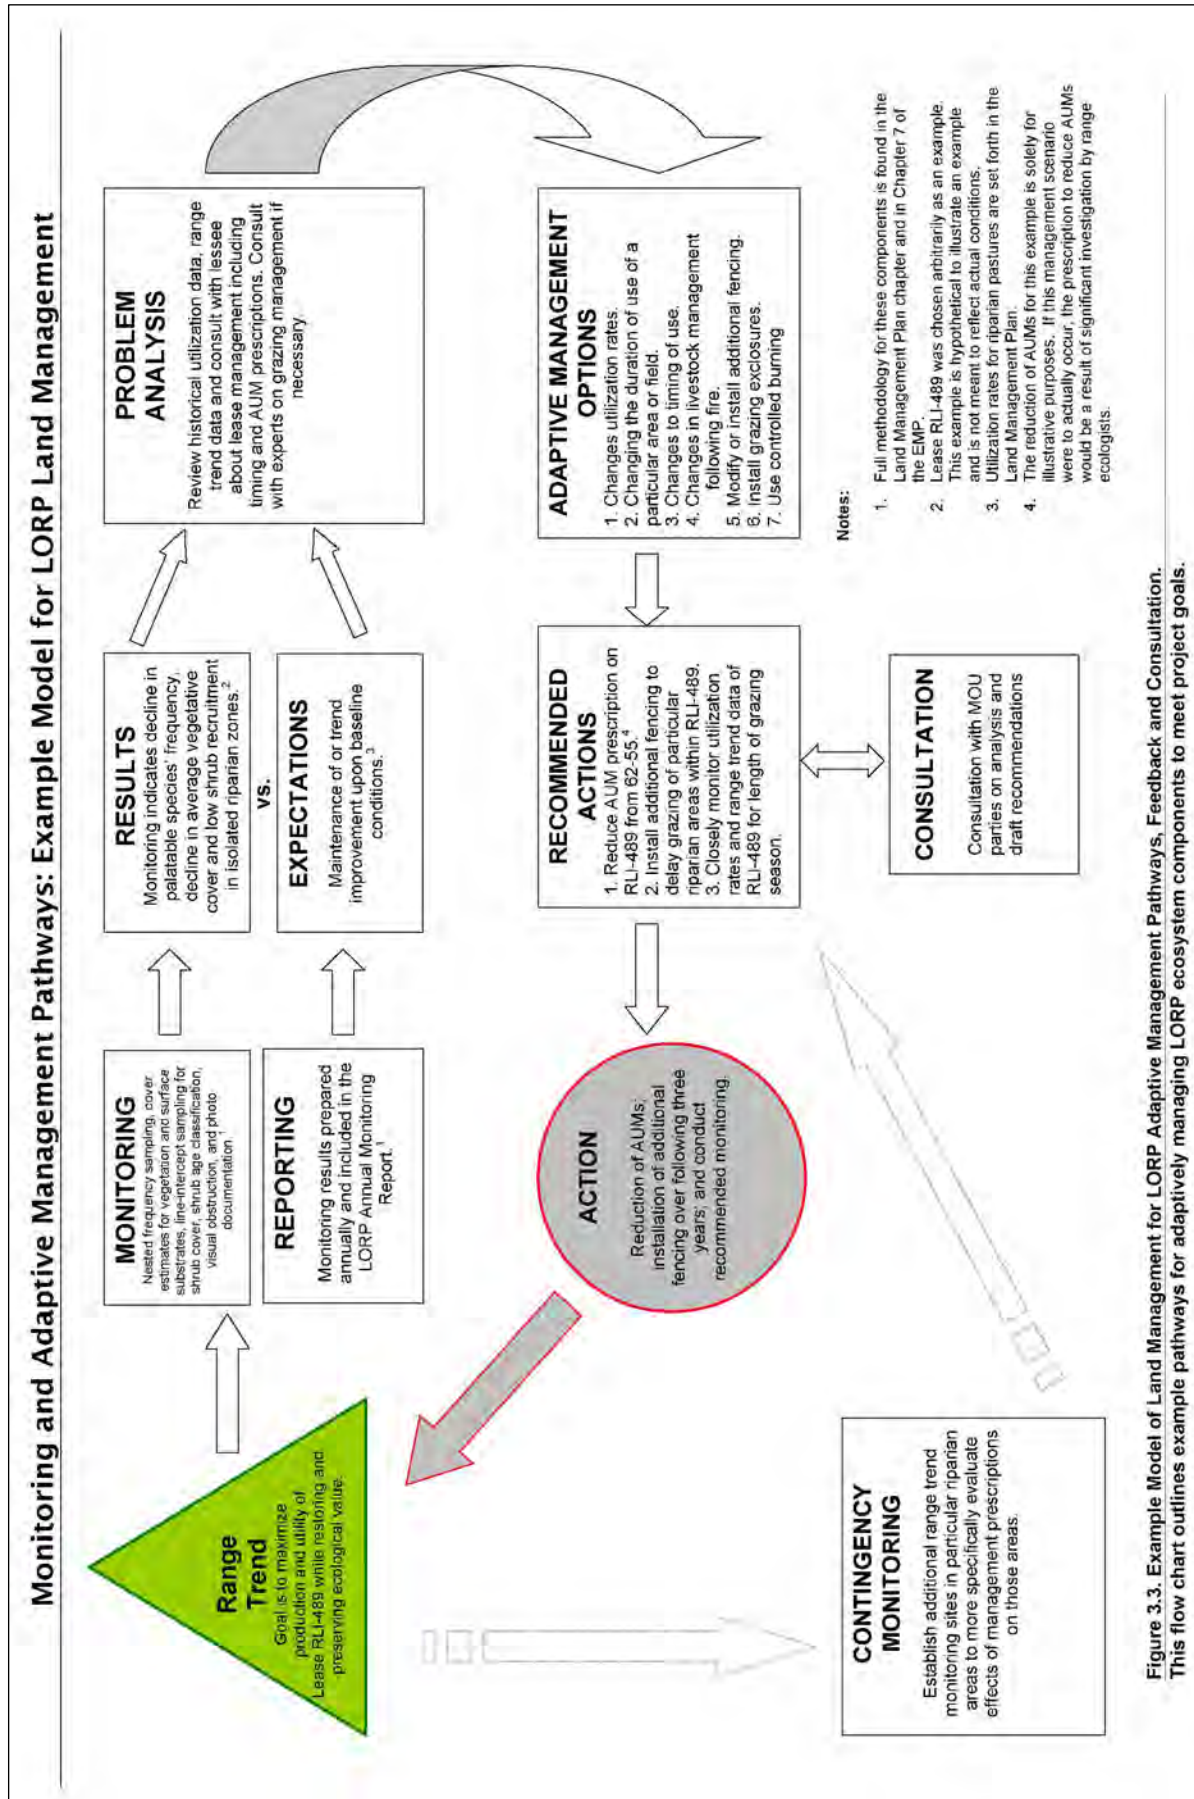 Monitoring and Adaptive Management Pathways: Example Model for LORP Land Management
Range
Trend
Goal is to maximize
production and utility of
Lease RLI-489 while restoring and
preserving ecological value.
MONITORING
Nested frequency sampling, cover
estimates for vegetation and surface
substrates, line-intercept sampling for
shrub cover, shrub age classification,
visual obstruction, and photo
documentation.1
REPORTING
Monitoring results prepared
annually and included in the
LORP Annual Monitoring
Report.1
RESULTS
Monitoring indicates decline in
palatable species' frequency,
decline in average vegetative
cover and low shrub recruitment
in isolated riparian zones.2
vs.
EXPECTATIONS
Maintenance of or trend
improvement upon baseline
conditions.3
PROBLEM
ANALYSIS
Review historical utilization data, range
trend data and consult with lessee
about lease management including
timing and AUM prescriptions. Consult
with experts on grazing management if
necessary.
ADAPTIVE MANAGEMENT
OPTIONS
1. Changes utilization rates.
2. Changing the duration of use of a
particular area or field.
3. Changes to timing of use.
4. Changes in livestock management
following fire.
5. Modify or install additional fencing.
6. Install grazing exclosures.
7. Use controlled burning
RECOMMENDED
ACTIONS
1. Reduce AUM prescription on
RLI-489 from 62-55.4
2. Install additional fencing to
delay grazing of particular
riparian areas within RLI-489.
3. Closely monitor utilization
rates and range trend data of
RLI-489 for length of grazing
season.
ACTION
Reduction of AUMs;
installation of additional
fencing over following three
years; and conduct
recommended monitoring.
CONSULTATION
Consultation with MOU
parties on analysis and
draft recommendations
CONTINGENCY
MONITORING
Establish additional range trend
monitoring sites in particular riparian
areas to more specifically evaluate
effects of management prescriptions
on those areas.
Notes:
1. Full methodology for these components is found in the
Land Management Plan chapter and in Chapter 7 of
the EMP.
2. Lease RLI-489 was chosen arbitrarily as an example.
This example is hypothetical to illustrate an example
and is not meant to reflect actual conditions.
3. Utilization rates for riparian pastures are set forth in the
Land Management Plan.
4. The reduction of AUMs for this example is solely for
illustrative purposes. If this management scenario
were to actually occur, the prescription to reduce AUMs
would be a result of significant investigation by range
ecologists.
Figure 3.3. Example Model of Land Management for LORP Adaptive Management Pathways, Feedback and Consultation.
This flow chart outlines example pathways for adaptively managing LORP ecosystem components to meet project goals.